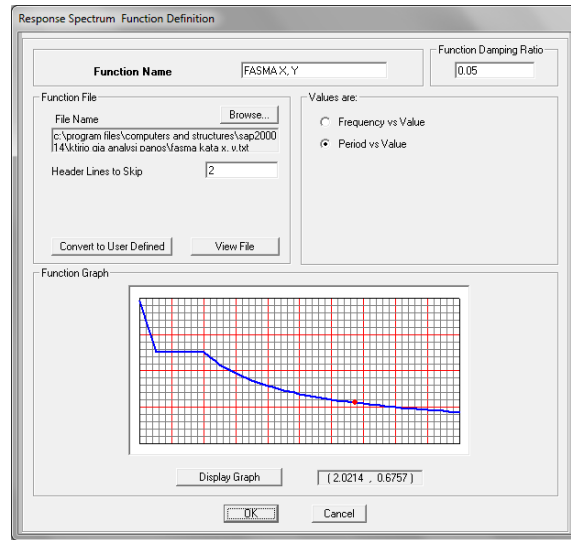 Response Spectrum Function Definition
Function Damping Ratio
Function Name
FASMA X, Y
0.05
Function File
Values are:
File Name
Browse...
Frequency vs Value
c:\program files\computers and structures\sap2000
14\ktirio gia analysi panos\fasma kata x. y.txt
Period vs Value
Header Lines to Skip
2
Convert to User Defined
View File
Function Graph
Display Graph
( 2.0214 , 0.6757 )
OK
Cancel